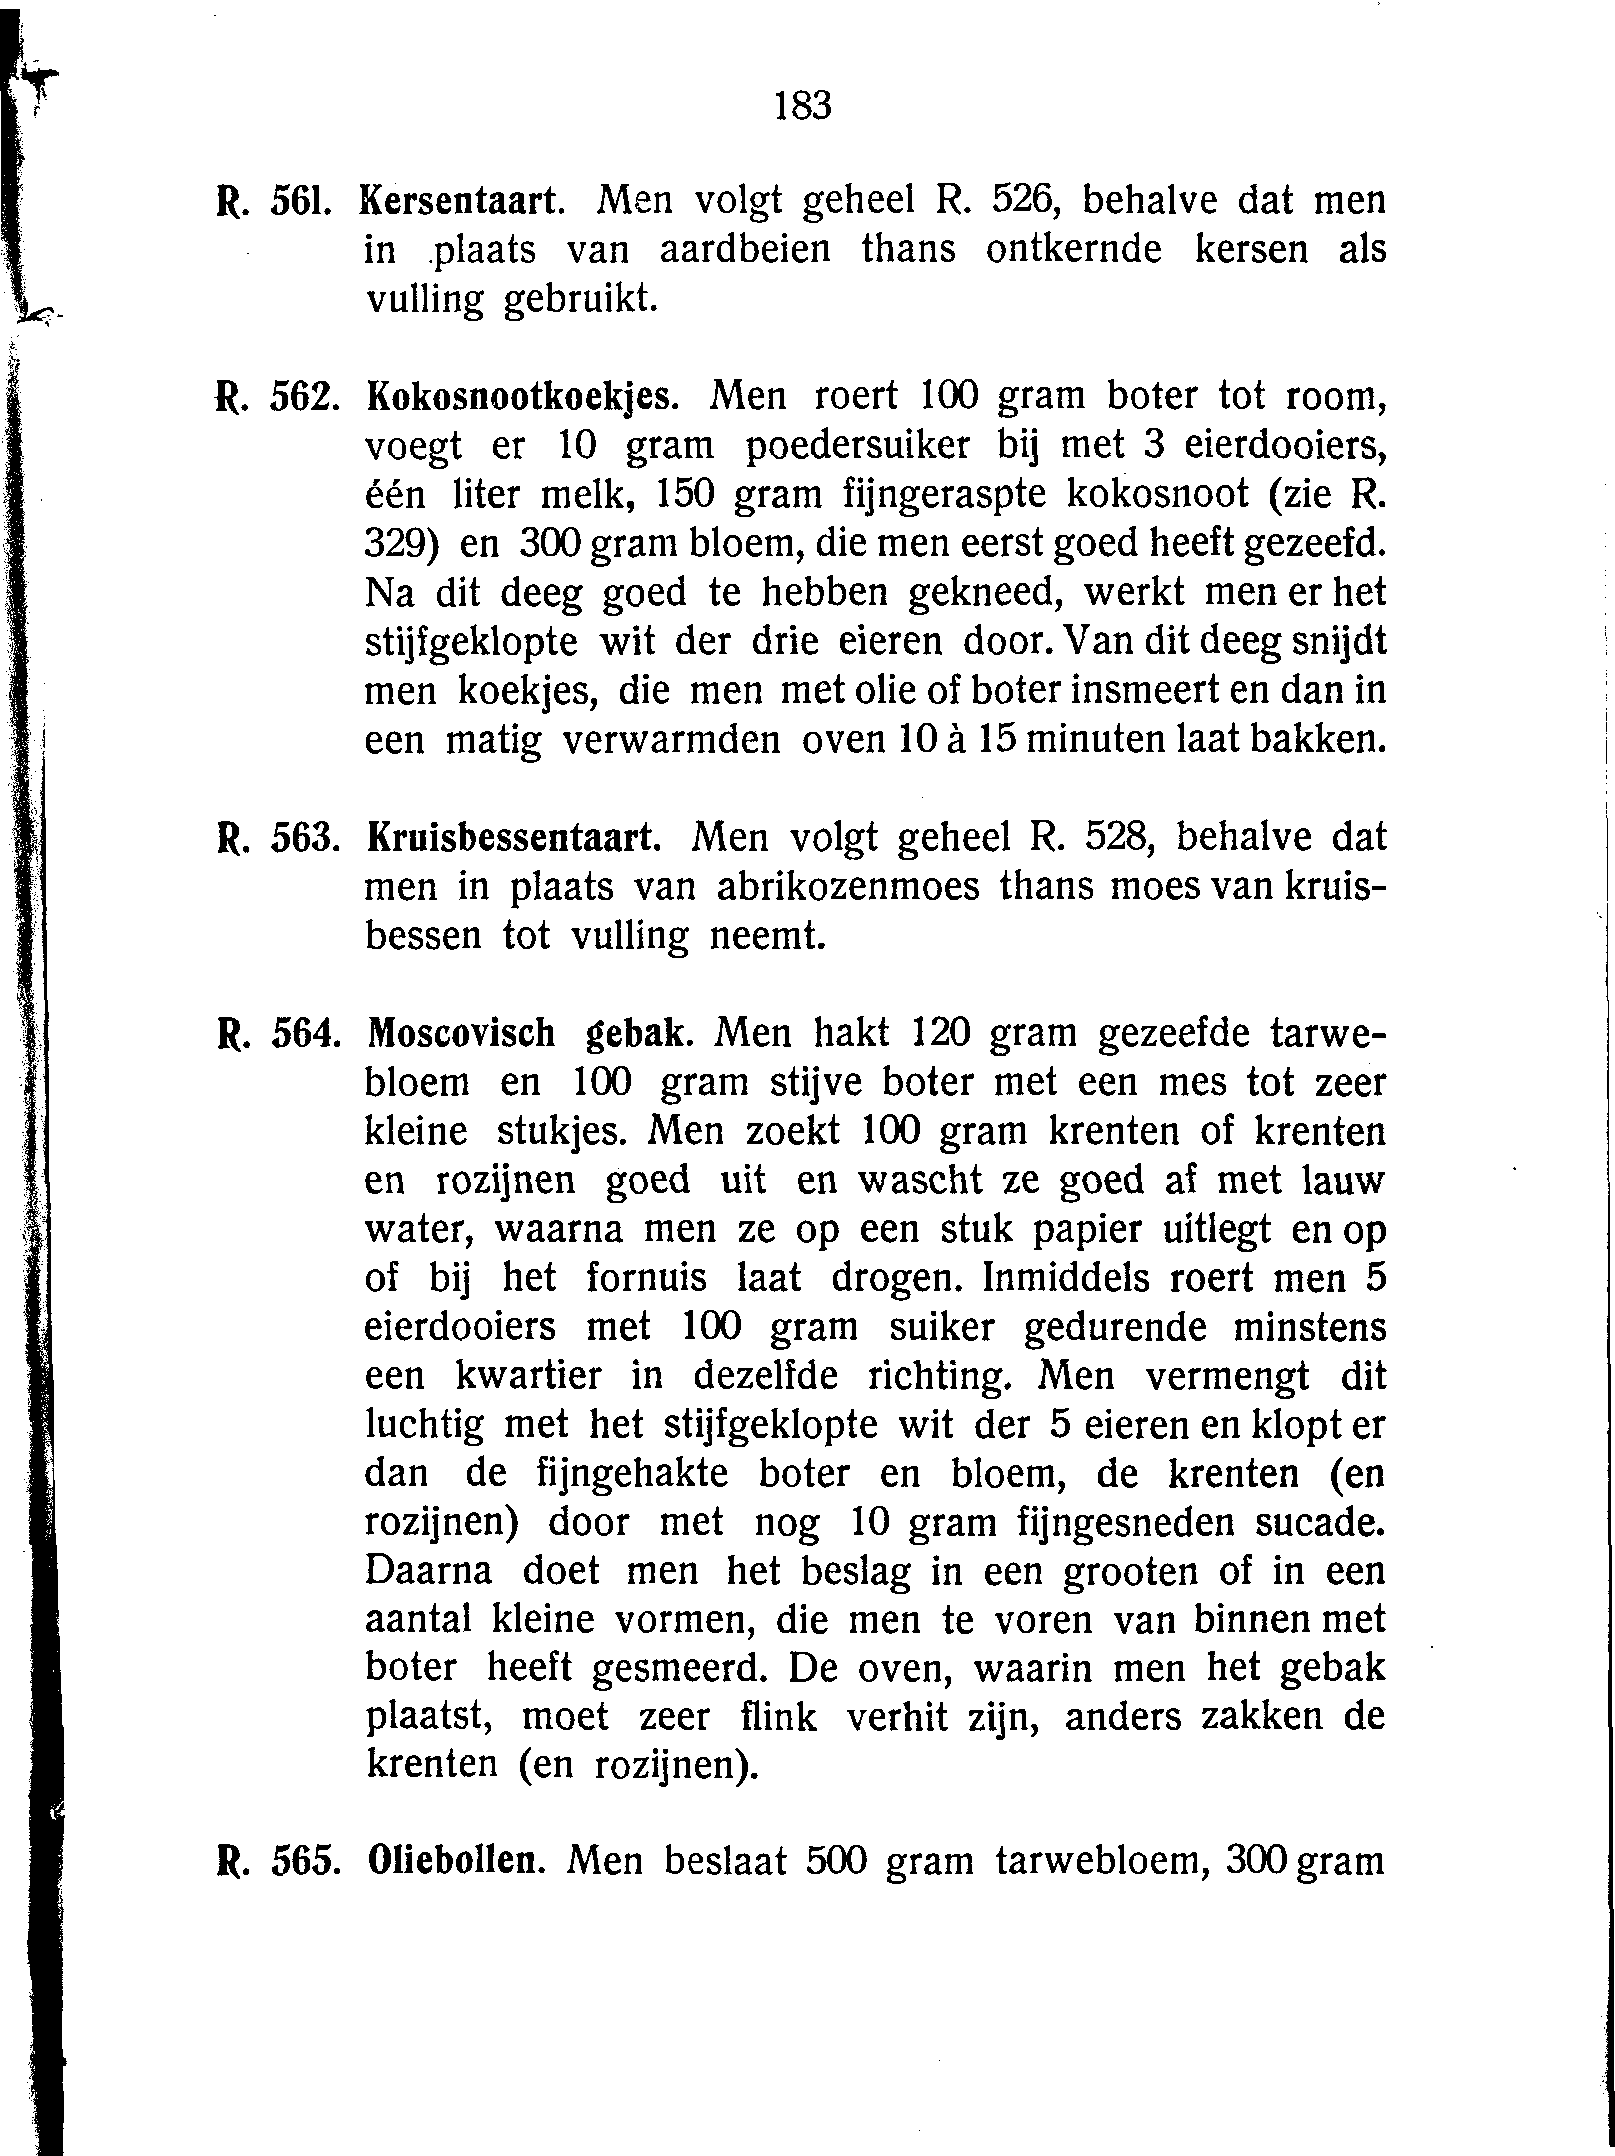 183
R. 561. Kersentaart. Men volgt geheel R. 526, behalve dat men
in plaats van aardbeien thans ontkernde kersen als
vulling gebruikt.
R. 562. Kokosnootkoekjes. Men roert 100 gram boter tot room,
voegt er 10 gram poedersuiker bij met 3 eierdooiers,
één liter melk, 150 gram fijngeraspte kokosnoot (zie R.
329) en 300 gram bloem, die men eerst goed heeft gezeefd.
Na dit deeg goed te hebben gekneed, werkt men er het
stijfgeklopte wit der drie eieren door. Van dit deeg snijdt
men koekjes, die men met olie of boter insmeert en dan in
een matig verwarmden oven 10 à 15 minuten laat bakken.
R. 563. Kruisbessentaart. Men volgt geheel R. 528, behalve dat
men in plaats van abrikozenmoes thans moes van kruis-
bessen tot vulling neemt.
R. 564. Moscovisch gebak. Men hakt 120 gram gezeefde tarwe-
bloem en 100 gram stijve boter met een mes tot zeer
kleine stukjes. Men zoekt 100 gram krenten of krenten
en rozijnen goed uit en wascht ze goed af met lauw
water, waarna men ze op een stuk papier uitlegt en op
of bij het fornuis laat drogen. Inmiddels roert men 5
eierdooiers met 100 gram suiker gedurende minstens
een kwartier in dezelfde richting. Men vermengt dit
luchtig met het stijfgeklopte wit der 5 eieren en klopt er
dan de fijngehakte boter en bloem, de krenten (en
rozijnen) door met nog 10 gram fijngesneden sucade.
Daarna doet men het beslag in een grooten of in een
aantal kleine vormen, die men te voren van binnen met
boter heeft gesmeerd. De oven, waarin men het gebak
plaatst, moet zeer flink verhit zijn, anders zakken de
krenten (en rozijnen).
R. 565. Oliebollen. Men beslaat 500 gram tarwebloem, 300 gram